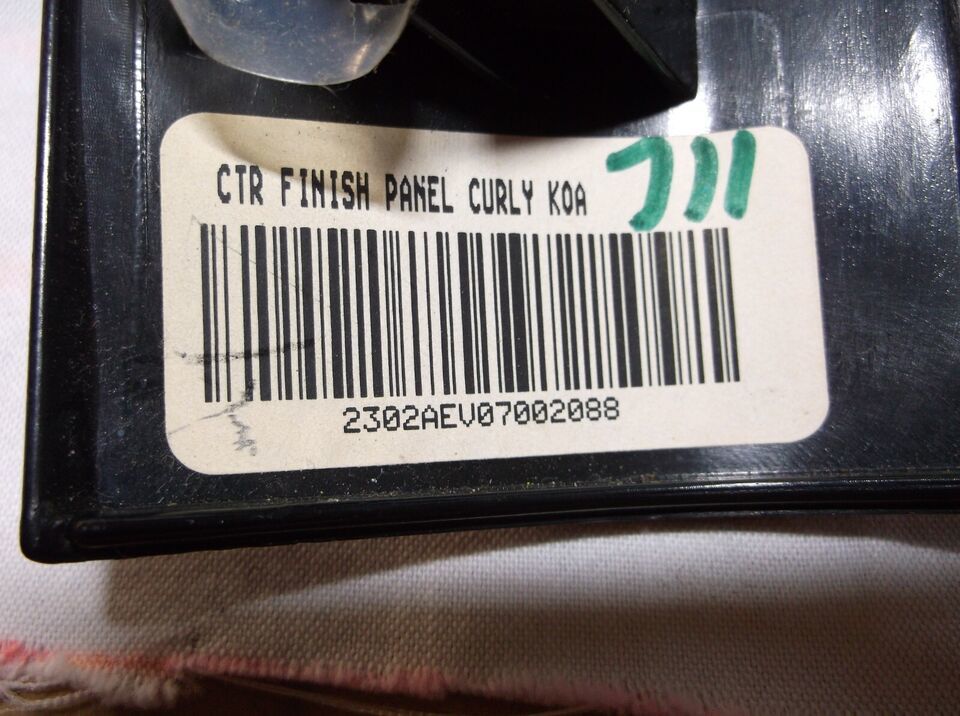 CTR FINISH PANEL CURLY KOA
711
2302AEV07002088